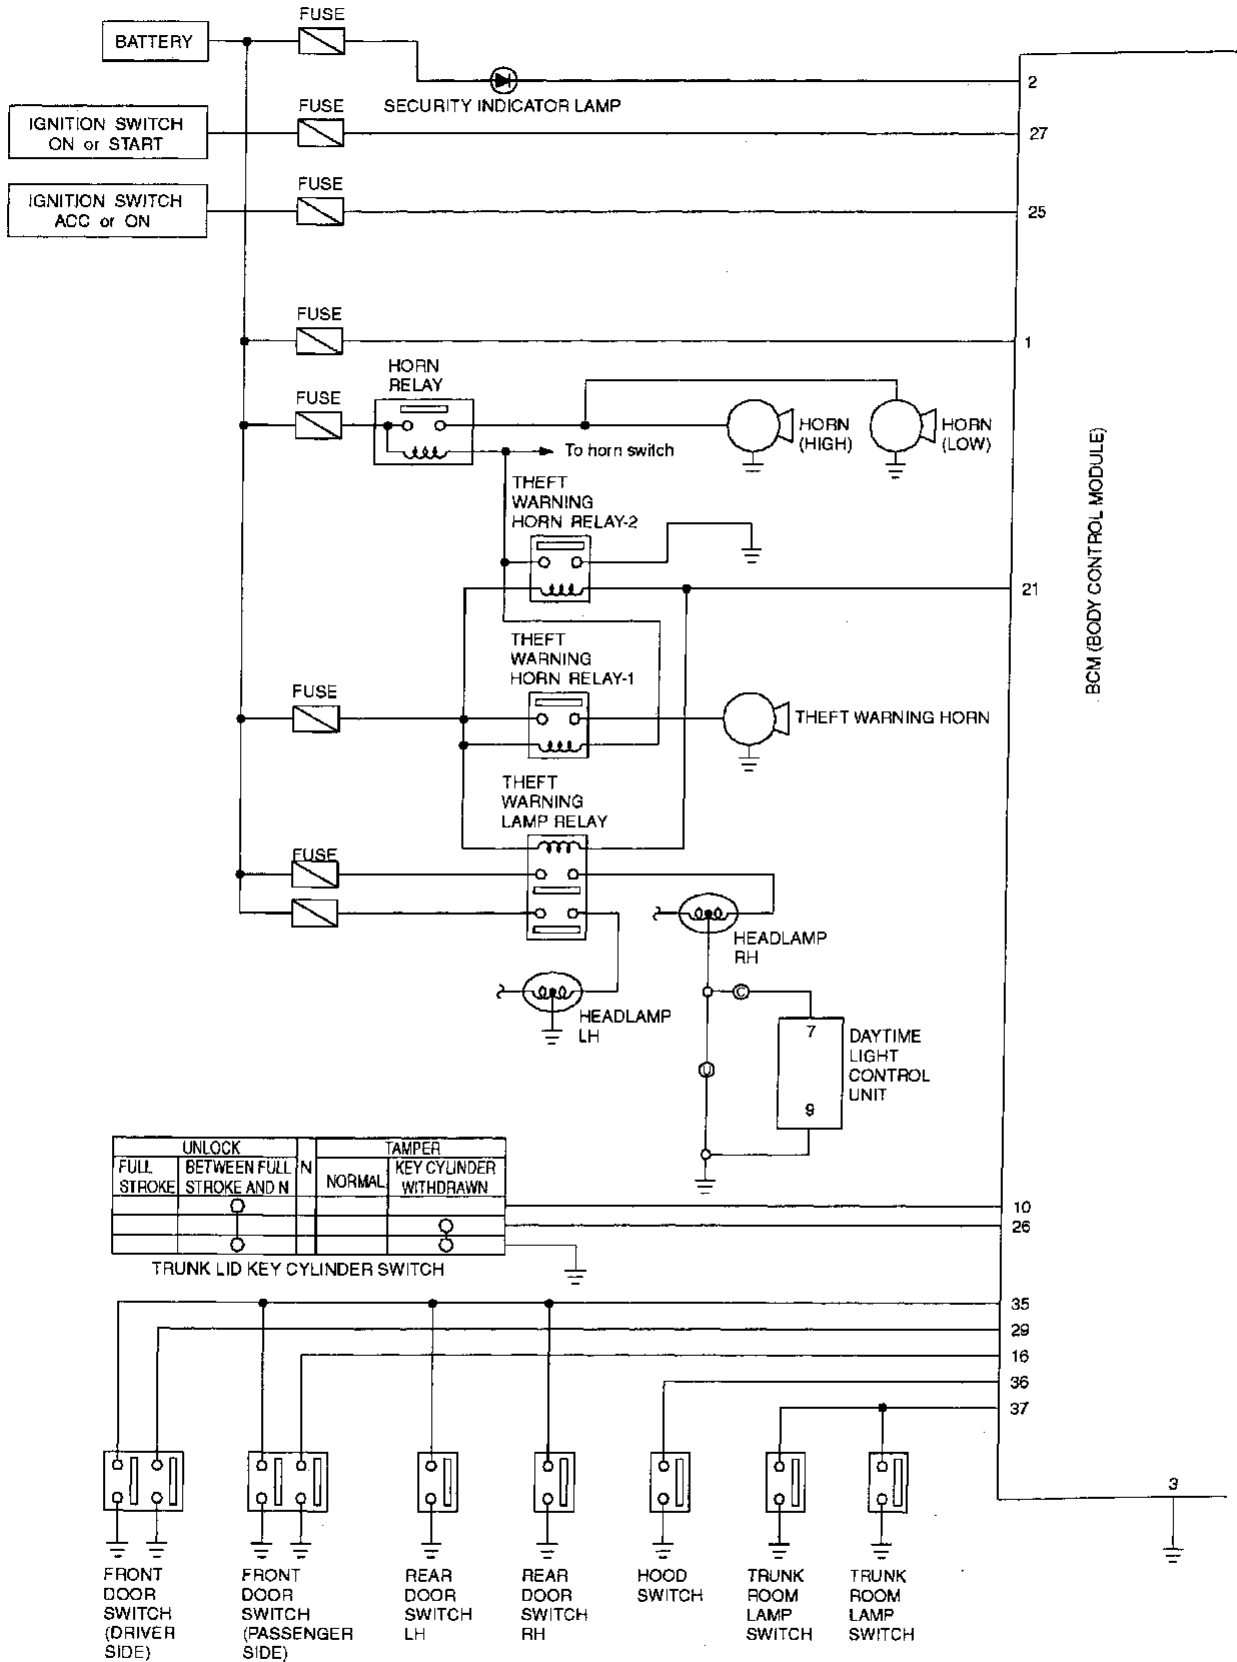 FUSE
BATTERY
2
SECURITY INDICATOR LAMP
FUSE
IGNITION SWITCH
ON or START
27
FUSE
IGNITION SWITCH
ACC or ON
25
FUSE
1
HORN
RELAY
FUSE
HORN
(HIGH)
HORN
(LOW)
To horn switch
BCM (BODY CONTROL MODULE)
THEFT
WARNING
HORN RELAY-2
21
THEFT
WARNING
HORN RELAY-1
FUSE
THEFT WARNING HORN
THEFT
WARNING
LAMP RELAY
FUSE
HEADLAMP
RH
HEADLAMP
LH
C
U
7
9
DAYTIME
LIGHT
CONTROL
UNIT
UNLOCK
N
TAMPER
FULL
STROKE
BETWEEN FULL
STROKE AND N
NORMAL
KEY CYLINDER
WITHDRAWN
10
26
TRUNK LID KEY CYLINDER SWITCH
35
29
16
36
37
3
FRONT
DOOR
SWITCH
(DRIVER
SIDE)
FRONT
DOOR
SWITCH
(PASSENGER
SIDE)
REAR
DOOR
SWITCH
LH
REAR
DOOR
SWITCH
RH
HOOD
SWITCH
TRUNK
ROOM
LAMP
SWITCH
TRUNK
ROOM
LAMP
SWITCH